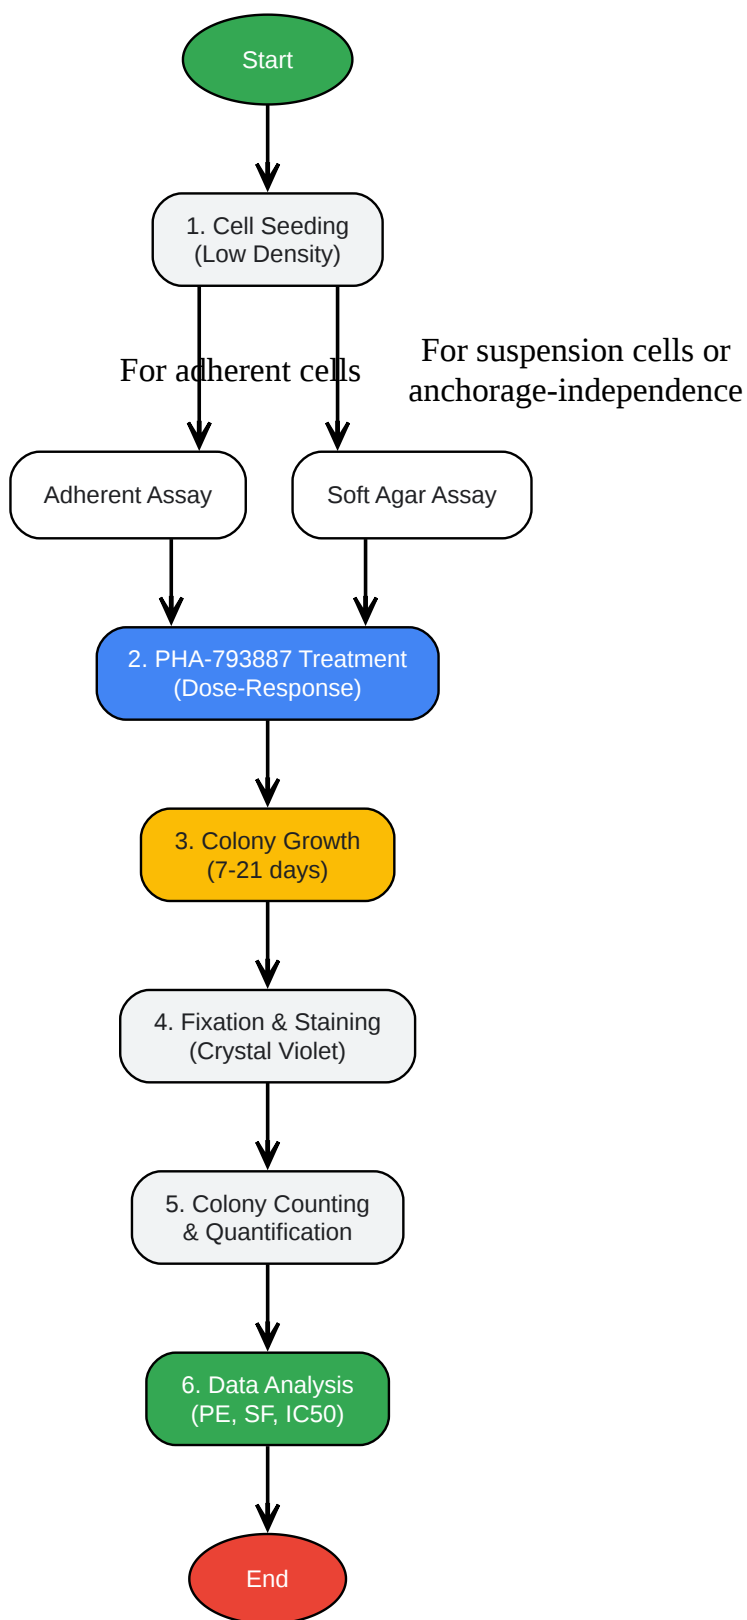 Start
1. Cell Seeding
(Low Density)
For adherent cells
For suspension cells or
anchorage-independence
Adherent Assay
Soft Agar Assay
2. PHA-793887 Treatment
(Dose-Response)
3. Colony Growth
(7-21 days)
4. Fixation & Staining
(Crystal Violet)
5. Colony Counting
& Quantification
6. Data Analysis
(PE, SF, IC50)
End